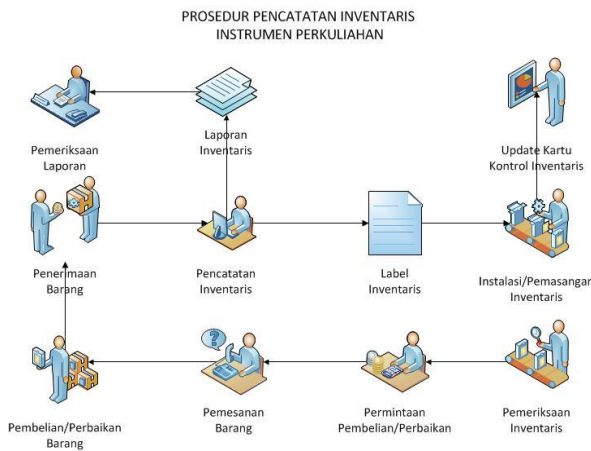 PROSEDUR PENCATATAN INVENTARIS
INSTRUMEN PERKULIAHAN
Pemeriksaan
Laporan
Laporan
Inventaris
Update Kartu
Kontrol Inventaris
Penerimaan
Barang
Pencatatan
Inventaris
Label
Inventaris
Instalasi/Pemasangan
Inventaris
Pembelian/Perbaikan
Barang
Pemesanan
Barang
Permintaan
Pembelian/Perbaikan
Pemeriksaan
Inventaris